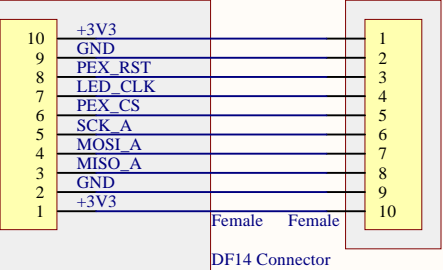 10 +3V3 1
9 GND 2
8 PEX_RST 3
7 LED_CLK 4
6 PEX_CS 5
5 SCK_A 6
4 MOSI_A 7
3 MISO_A 8
2 GND 9
1 +3V3 10
Female Female
DF14 Connector